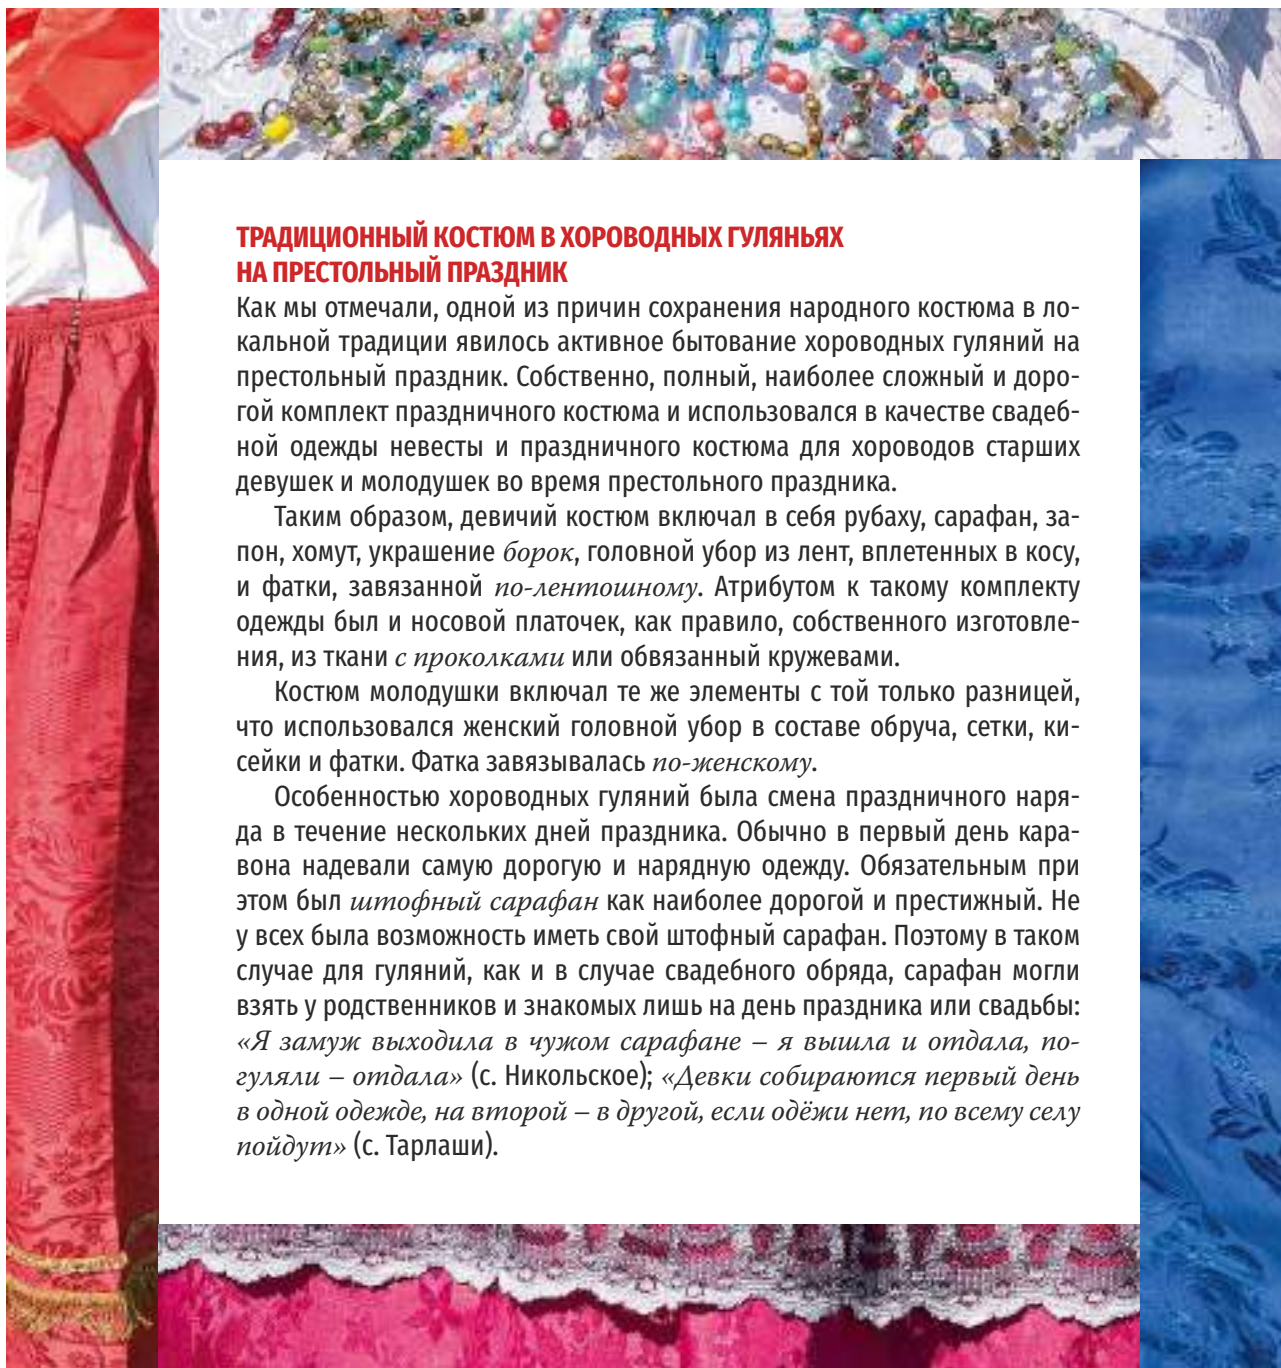 ТРАДИЦИОННЫЙ КОСТЮМ В ХОРОВОДНЫХ ГУЛЯНЬЯХ
НА ПРЕСТОЛЬНЫЙ ПРАЗДНИК
Как мы отмечали, одной из причин сохранения народного костюма в ло-
кальной традиции явилось активное бытование хороводных гуляний на
престольный праздник. Собственно, полный, наиболее сложный и доро-
гой комплект праздничного костюма и использовался в качестве свадеб-
ной одежды невесты и праздничного костюма для хороводов старших
девушек и молодушек во время престольного праздника.
Таким образом, девичий костюм включал в себя рубаху, сарафан, за-
пон, хомут, украшение борок, головной убор из лент, вплетенных в косу,
и фатки, завязанной по-лентошному. Атрибутом к такому комплекту
одежды был и носовой платочек, как правило, собственного изготовле-
ния, из ткани с проколками или обвязанный кружевами.
Костюм молодушки включал те же элементы с той только разницей,
что использовался женский головной убор в составе обруча, сетки, ки-
сейки и фатки. Фатка завязывалась по-женскому.
Особенностью хороводных гуляний была смена праздничного наря-
да в течение нескольких дней праздника. Обычно в первый день кара-
вона надевали самую дорогую и нарядную одежду. Обязательным при
этом был штофный сарафан как наиболее дорогой и престижный. Не
у всех была возможность иметь свой штофный сарафан. Поэтому в таком
случае для гуляний, как и в случае свадебного обряда, сарафан могли
взять у родственников и знакомых лишь на день праздника или свадьбы:
«Я замуж выходила в чужом сарафане – я вышла и отдала, по-
гуляли – отдала» (с. Никольское); «Девки собираются первый день
в одной одежде, на второй – в другой, если одёжи нет, по всему селу
пойдут» (с. Тарлаши).